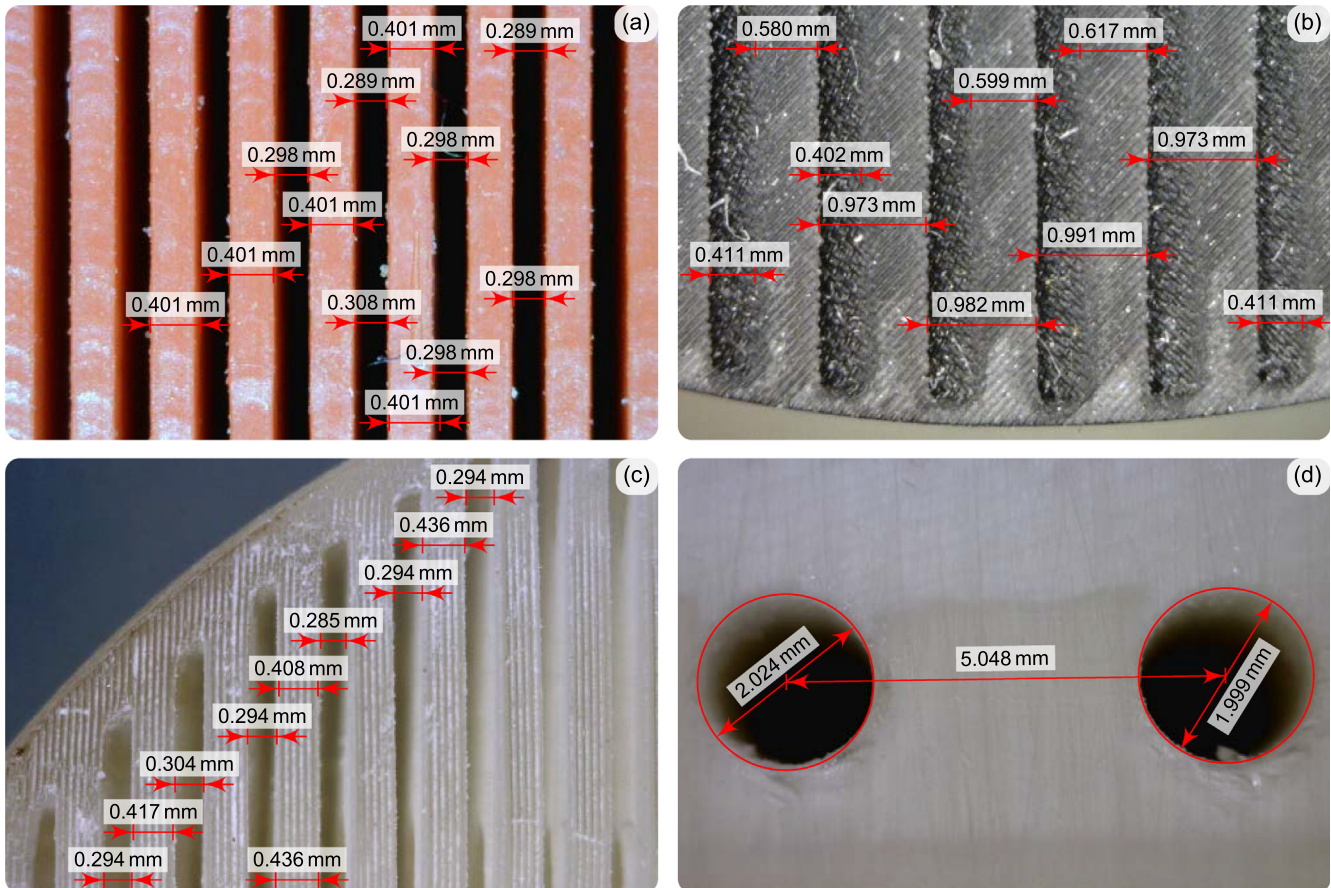 (a)
0.401 mm
0.289 mm
0.289 mm
0.298 mm
0.298 mm
0.401 mm
0.401 mm
0.298 mm
0.401 mm
0.308 mm
0.298 mm
0.401 mm
(b)
0.580 mm
0.617 mm
0.599 mm
0.973 mm
0.402 mm
0.973 mm
0.991 mm
0.411 mm
0.982 mm
0.411 mm
(c)
0.294 mm
0.436 mm
0.294 mm
0.285 mm
0.408 mm
0.294 mm
0.304 mm
0.417 mm
0.294 mm
0.436 mm
(d)
2.024 mm
5.048 mm
1.999 mm